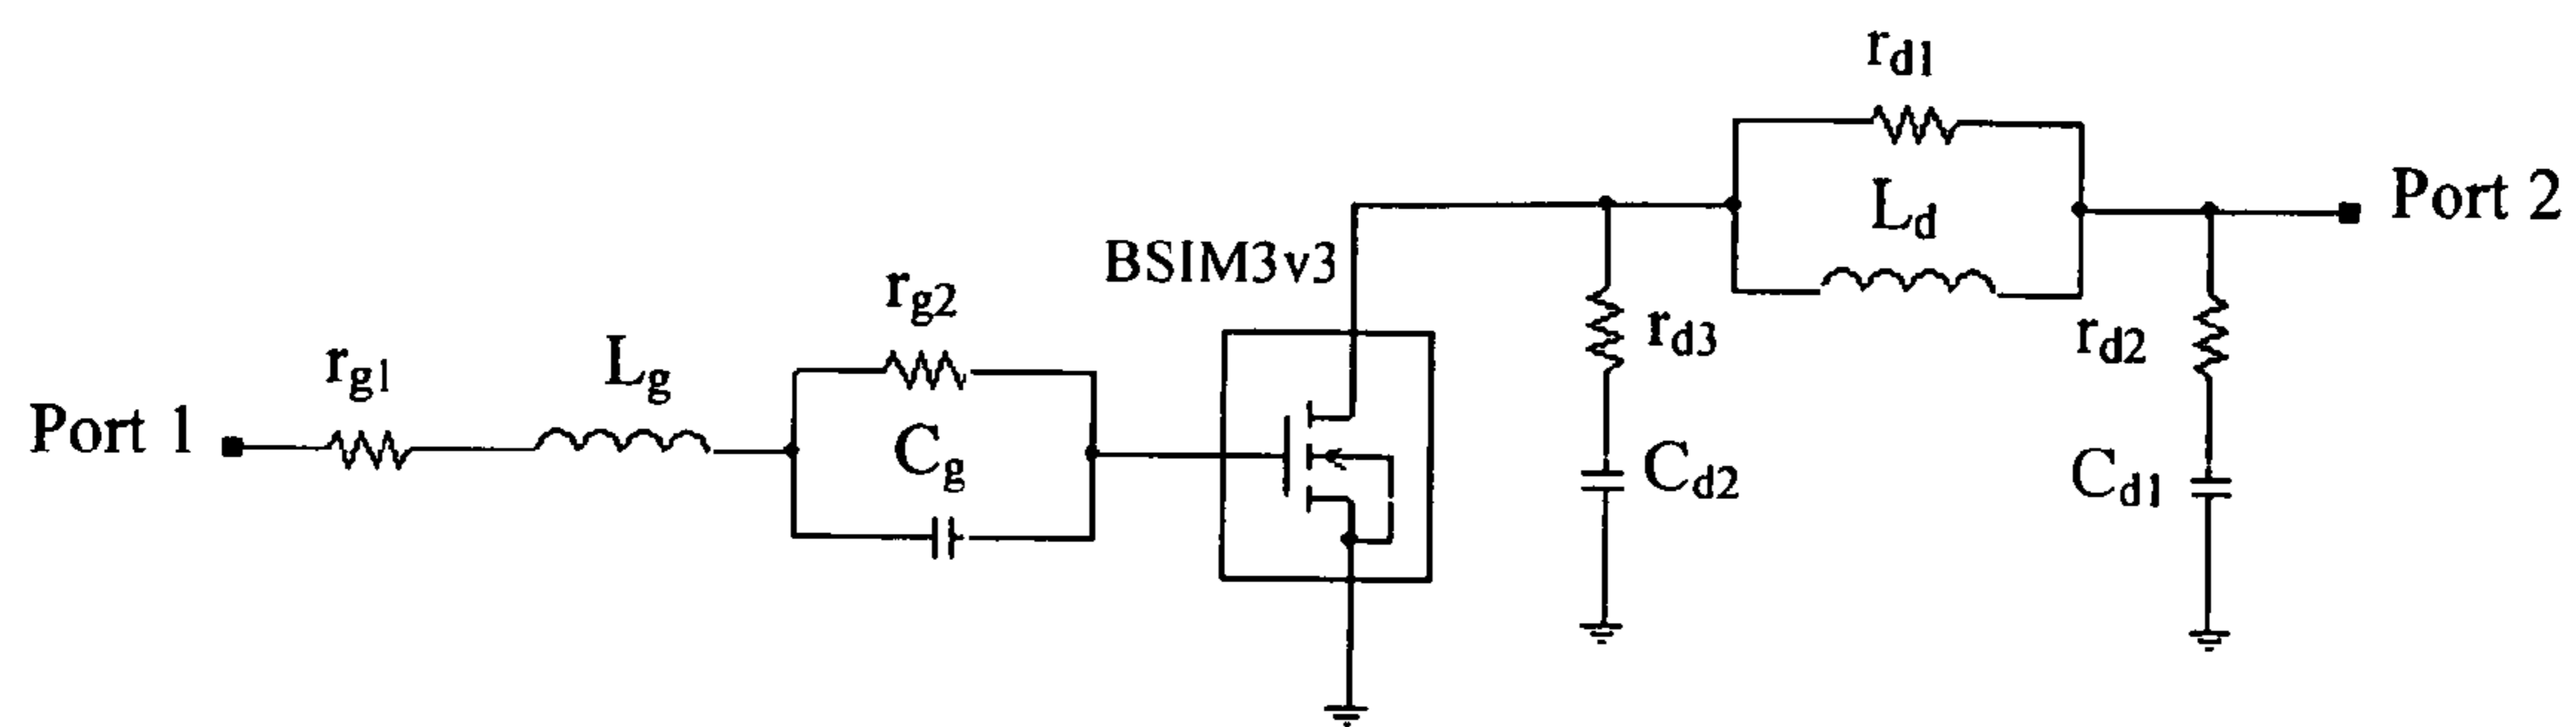 r_d1
Port 2
L_d
BSIM3v3
r_g2
r_d3
r_d2
r_g1
L_g
Port 1
C_g
C_d2
C_d1